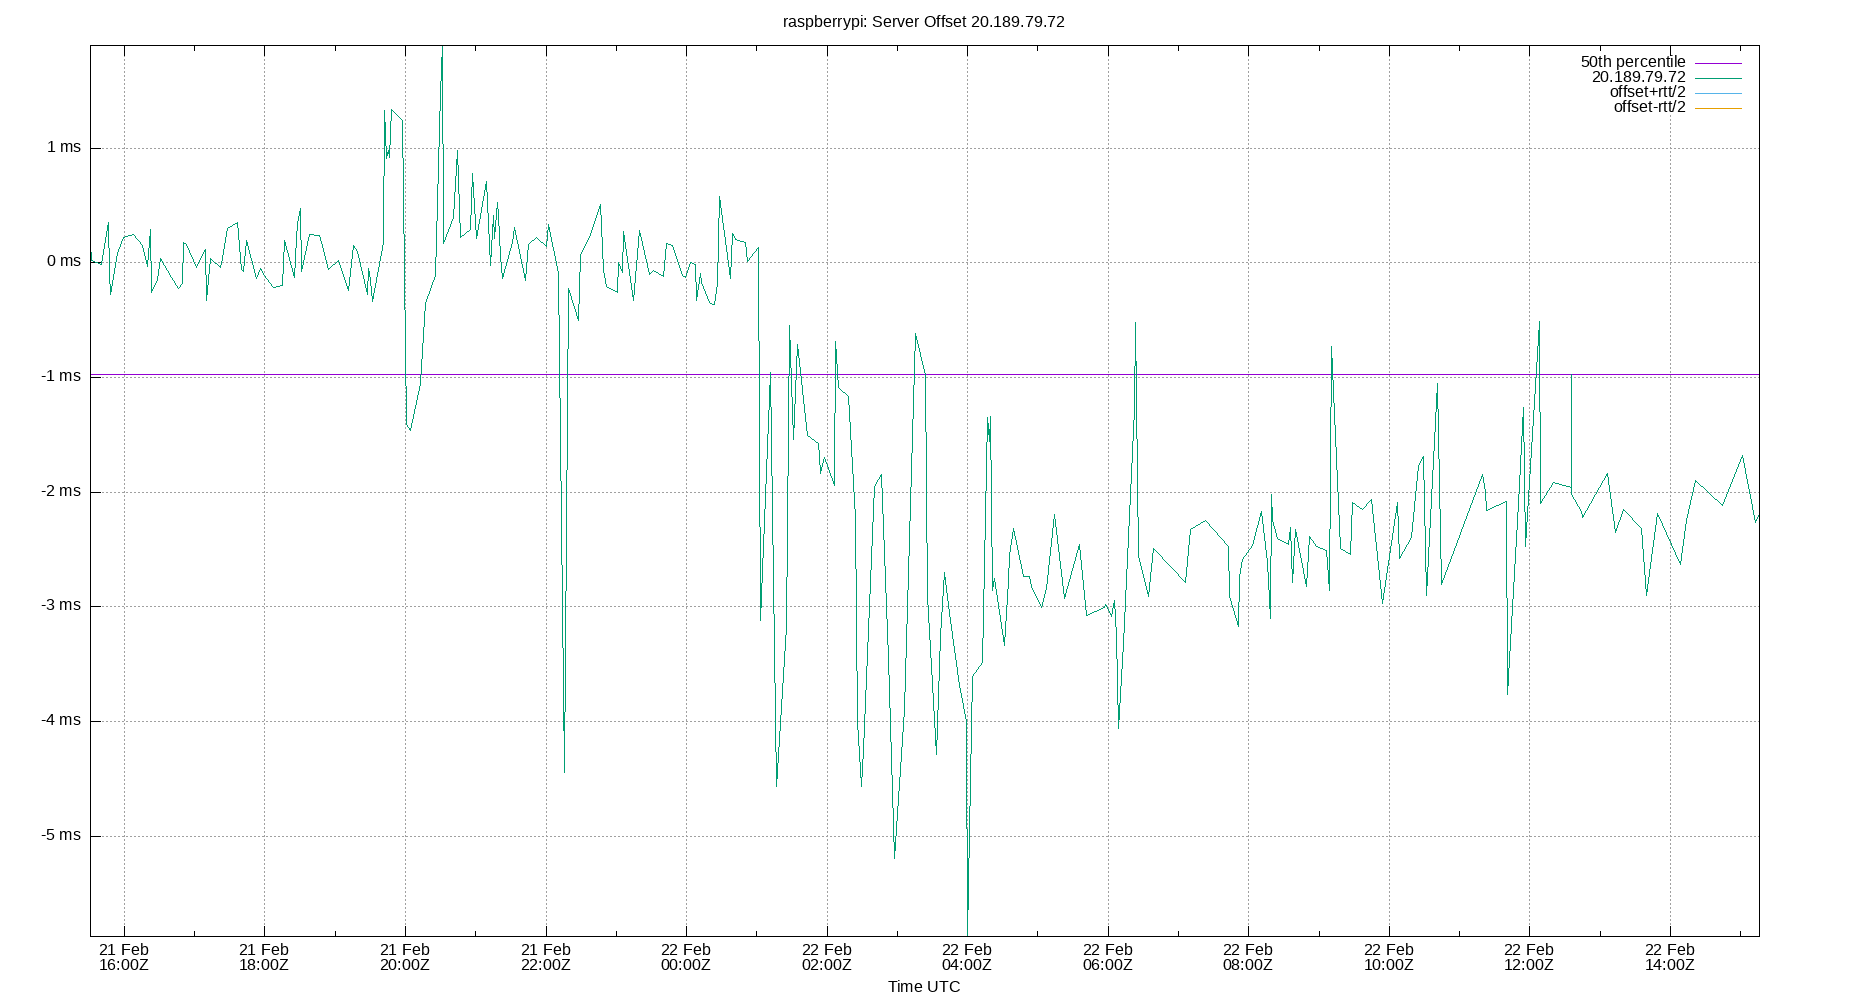 raspberrypi: Server Offset 20.189.79.72
50th percentile
20.189.79.72
offset+rtt/2
offset-rtt/2
1 ms
0 ms
-1 ms
-2 ms
-3 ms
-4 ms
-5 ms
21 Feb 21 Feb 21 Feb 21 Feb 22 Feb 22 Feb 22 Feb 22 Feb 22 Feb 22 Feb 22 Feb 22 Feb
16:00Z 18:00Z 20:00Z 22:00Z 00:00Z 02:00Z 04:00Z 06:00Z 08:00Z 10:00Z 12:00Z 14:00Z
Time UTC